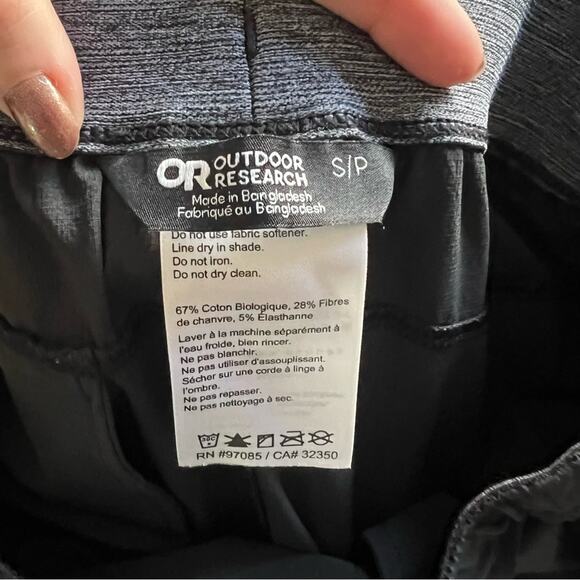 OR OUTDOOR
RESEARCH
S/P
Made in Bangladesh
Fabriqué au Bangladesh
Do not use fabric softener.
Line dry in shade.
Do not iron.
Do not dry clean.
67% Coton Biologique, 28% Fibres
de chanvre, 5% Élasthanne
Laver à la machine séparément à
l'eau froide, bien rincer.
Ne pas blanchir.
Ne pas utiliser d'assouplissant.
Sécher sur une corde à linge à
l'ombre.
Ne pas repasser.
Ne pas nettoyage à sec.
RN #97085 / CA# 32350